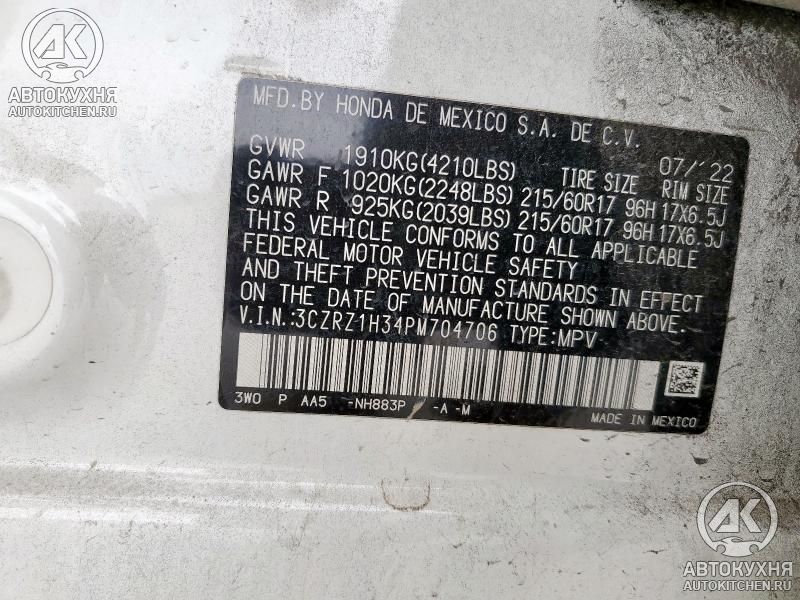 AK
АВТОКУХНЯ
AUTOKITCHEN.RU
MFD.BY HONDA DE MEXICO S.A. DE C.V. 07/'22
GVWR 1910KG(4210LBS) TIRE SIZE RIM SIZE
GAWR F 1020KG(2248LBS) 215/60R17 96H 17X6.5J
GAWR R 925KG(2039LBS) 215/60R17 96H 17X6.5J
THIS VEHICLE CONFORMS TO ALL APPLICABLE
FEDERAL MOTOR VEHICLE SAFETY
AND THEFT PREVENTION STANDARDS IN EFFECT
ON THE DATE OF MANUFACTURE SHOWN ABOVE.
V.I.N.:3CZRZ1H34PM704706 TYPE:MPV
3W0 P AA5 -NH883P -A -M
MADE IN MEXICO
AK
АВТОКУХНЯ
AUTOKITCHEN.RU